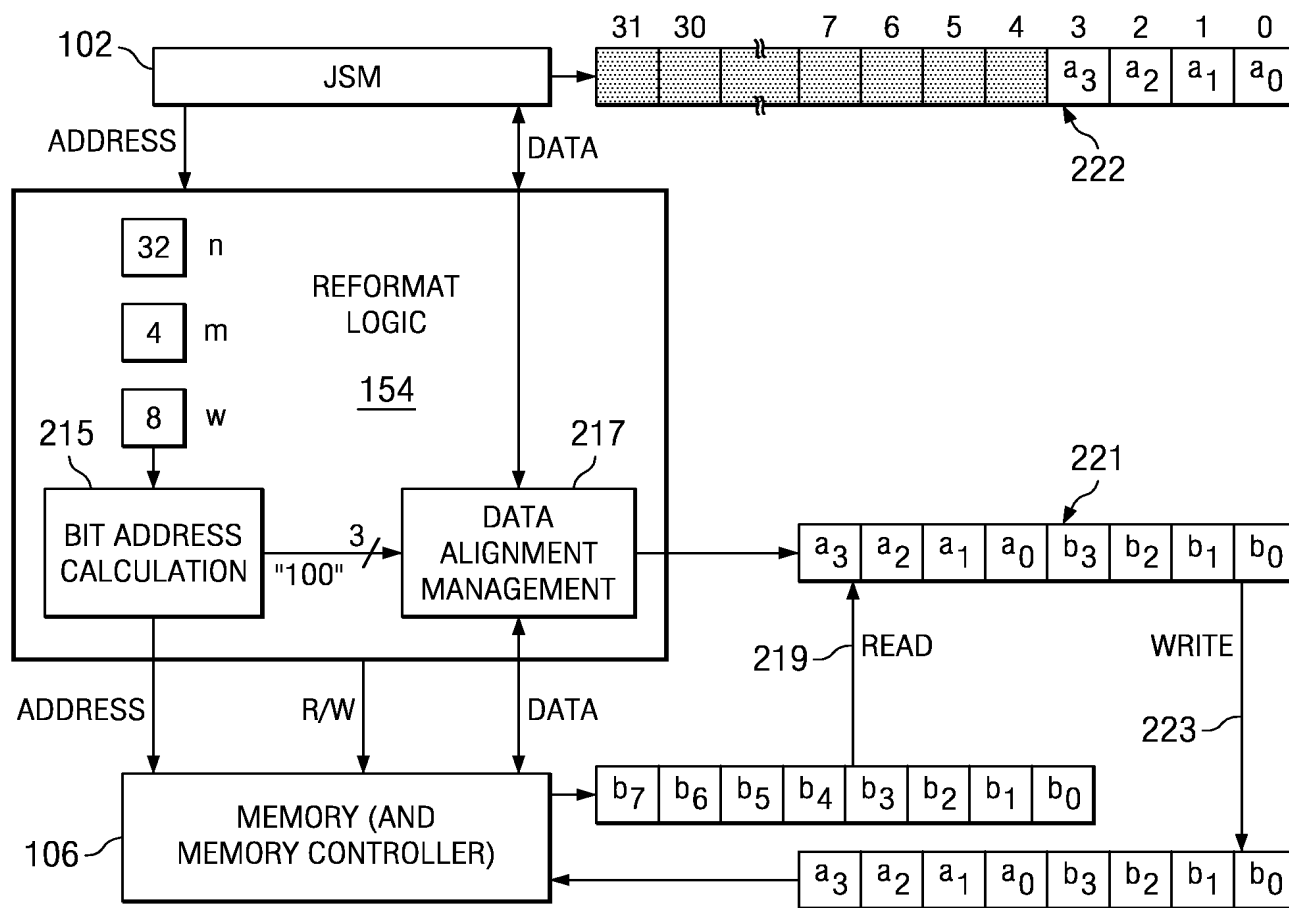 102
JSM
31 30 7 6 5 4 3 2 1 0
a3 a2 a1 a0
222
ADDRESS
DATA
32 n
4 m
8 w
REFORMAT
LOGIC
154
215
217
BIT ADDRESS
CALCULATION
3
"100"
DATA
ALIGNMENT
MANAGEMENT
221
a3 a2 a1 a0 b3 b2 b1 b0
219
READ
WRITE
223
ADDRESS
R/W
DATA
b7 b6 b5 b4 b3 b2 b1 b0
106
MEMORY (AND
MEMORY CONTROLLER)
a3 a2 a1 a0 b3 b2 b1 b0